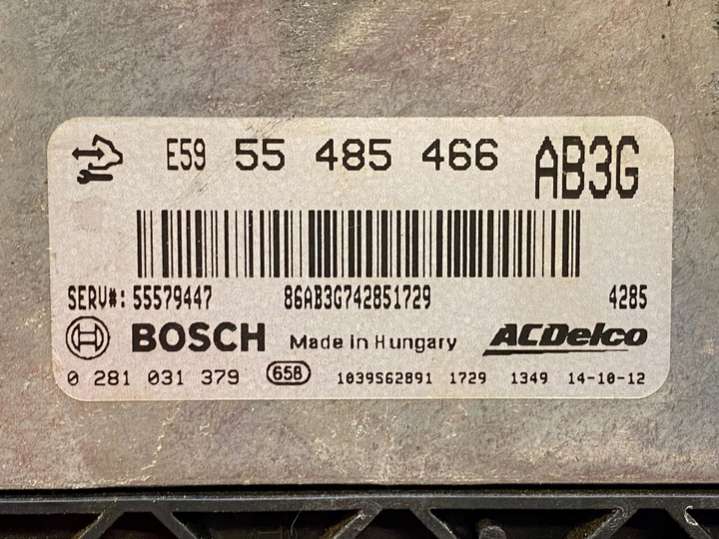 E59 55 485 466 AB3G
SERV#: 55579447 86AB3G742851729 4285
BOSCH Made in Hungary ACDelco
0 281 031 379 65B 1039S62891 1729 1349 14-10-12